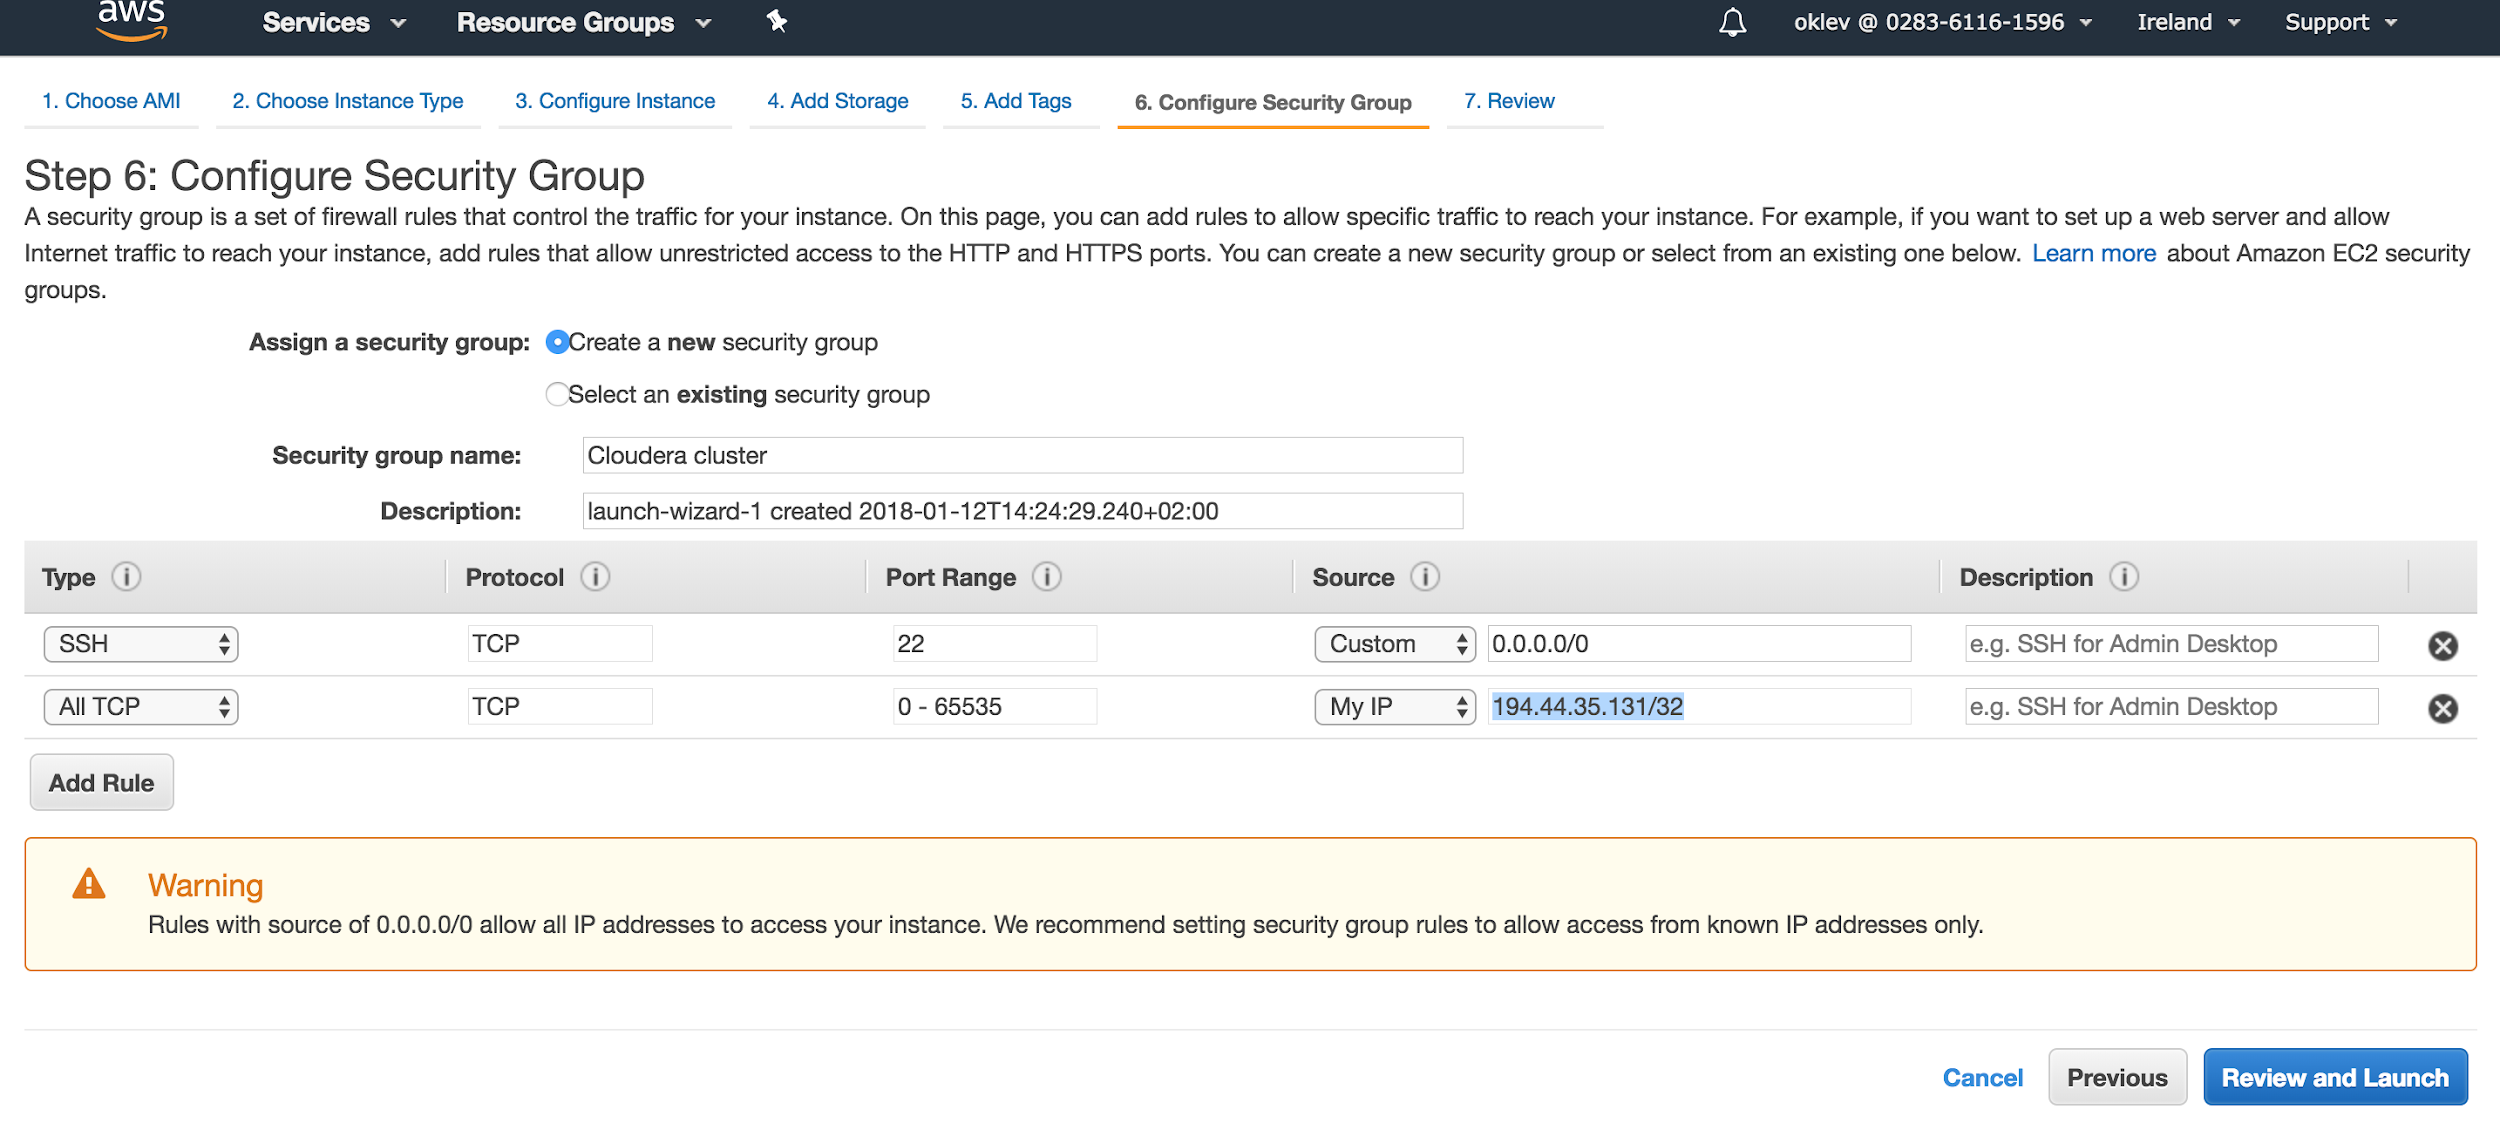 aws Services Resource Groups oklev @ 0283-6116-1596 Ireland Support
1. Choose AMI 2. Choose Instance Type 3. Configure Instance 4. Add Storage 5. Add Tags 6. Configure Security Group 7. Review
Step 6: Configure Security Group
A security group is a set of firewall rules that control the traffic for your instance. On this page, you can add rules to allow specific traffic to reach your instance. For example, if you want to set up a web server and allow
Internet traffic to reach your instance, add rules that allow unrestricted access to the HTTP and HTTPS ports. You can create a new security group or select from an existing one below. Learn more about Amazon EC2 security
groups.
Assign a security group: Create a new security group
Select an existing security group
Security group name: Cloudera cluster
Description: launch-wizard-1 created 2018-01-12T14:24:29.240+02:00
Type i Protocol i Port Range i Source i Description i
SSH TCP 22 Custom 0.0.0.0/0 e.g. SSH for Admin Desktop
All TCP TCP 0 - 65535 My IP 194.44.35.131/32 e.g. SSH for Admin Desktop
Add Rule
Warning
Rules with source of 0.0.0.0/0 allow all IP addresses to access your instance. We recommend setting security group rules to allow access from known IP addresses only.
Cancel Previous Review and Launch